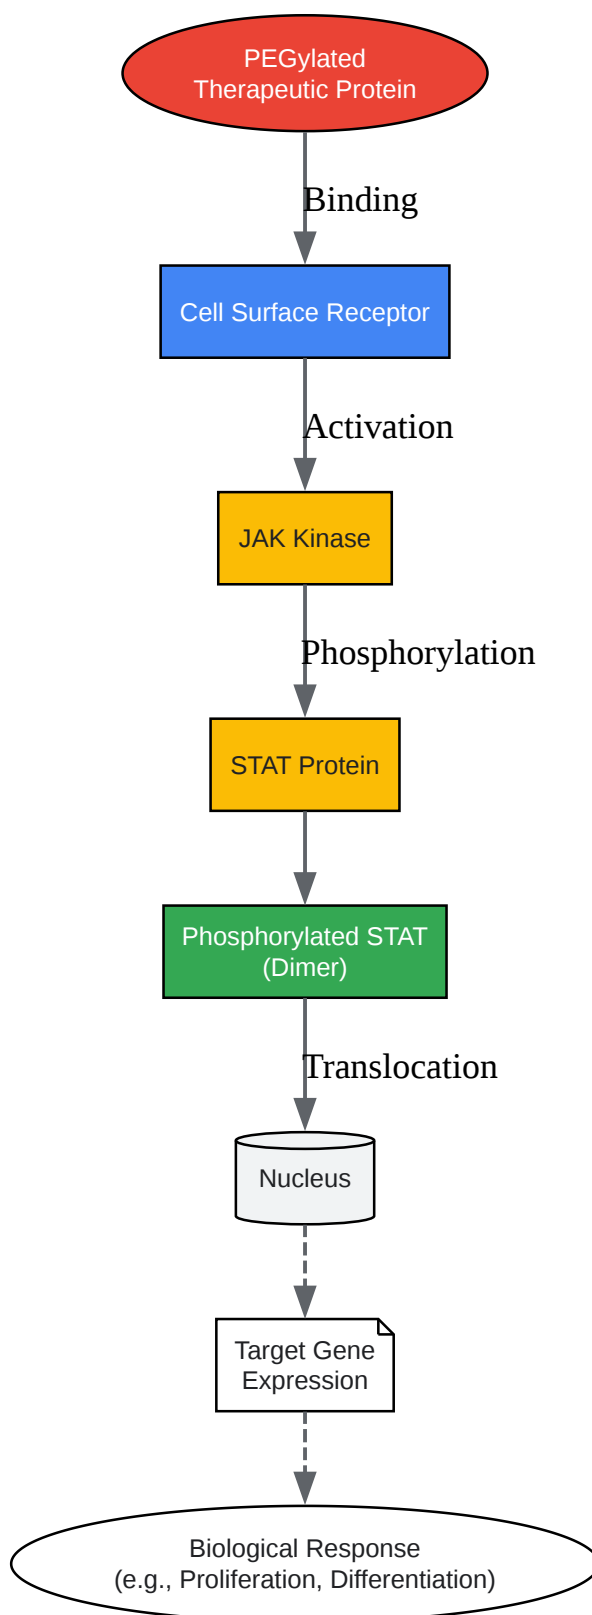 PEGylated
Therapeutic Protein
Binding
Cell Surface Receptor
Activation
JAK Kinase
Phosphorylation
STAT Protein
Phosphorylated STAT
(Dimer)
Translocation
Nucleus
Target Gene
Expression
Biological Response
(e.g., Proliferation, Differentiation)